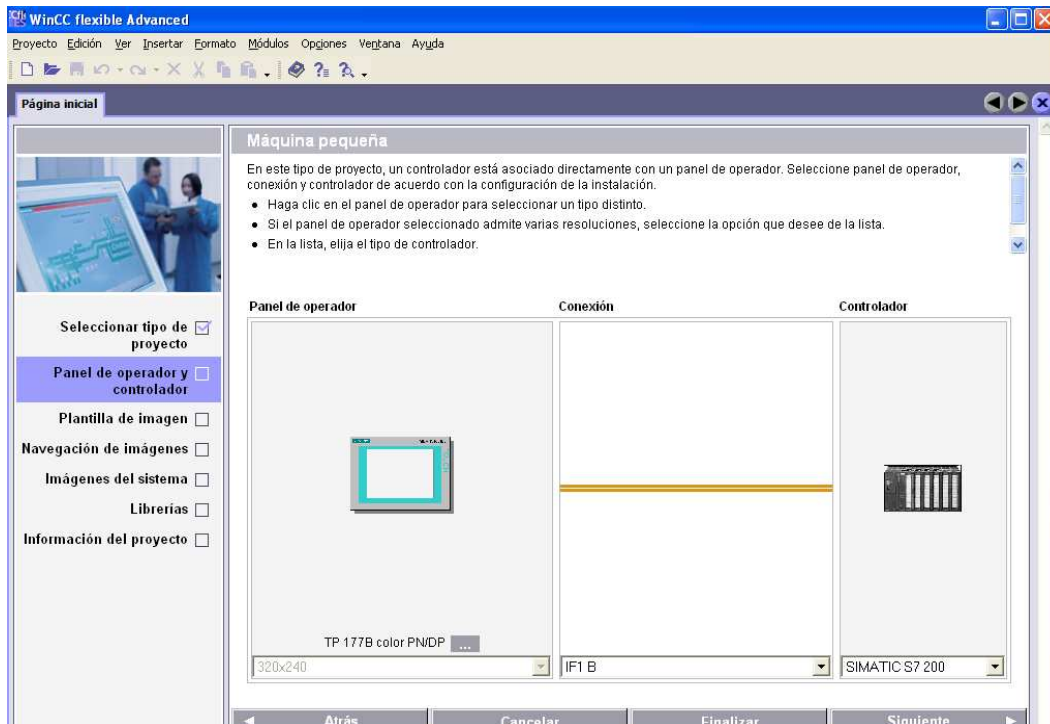 WinCC flexible Advanced
Proyecto Edición Ver Insertar Formato Módulos Opciones Ventana Ayuda
Página inicial
Máquina pequeña
En este tipo de proyecto, un controlador está asociado directamente con un panel de operador. Seleccione panel de operador,
conexión y controlador de acuerdo con la configuración de la instalación.
• Haga clic en el panel de operador para seleccionar un tipo distinto.
• Si el panel de operador seleccionado admite varias resoluciones, seleccione la opción que desee de la lista.
• En la lista, elija el tipo de controlador.
Panel de operador Conexión Controlador
Seleccionar tipo de
proyecto
Panel de operador y
controlador
Plantilla de imagen
Navegación de imágenes
Imágenes del sistema
Librerías
Información del proyecto
TP 177B color PN/DP ...
320x240 IF1 B SIMATIC S7 200
Atrás Cancelar Finalizar Siguiente